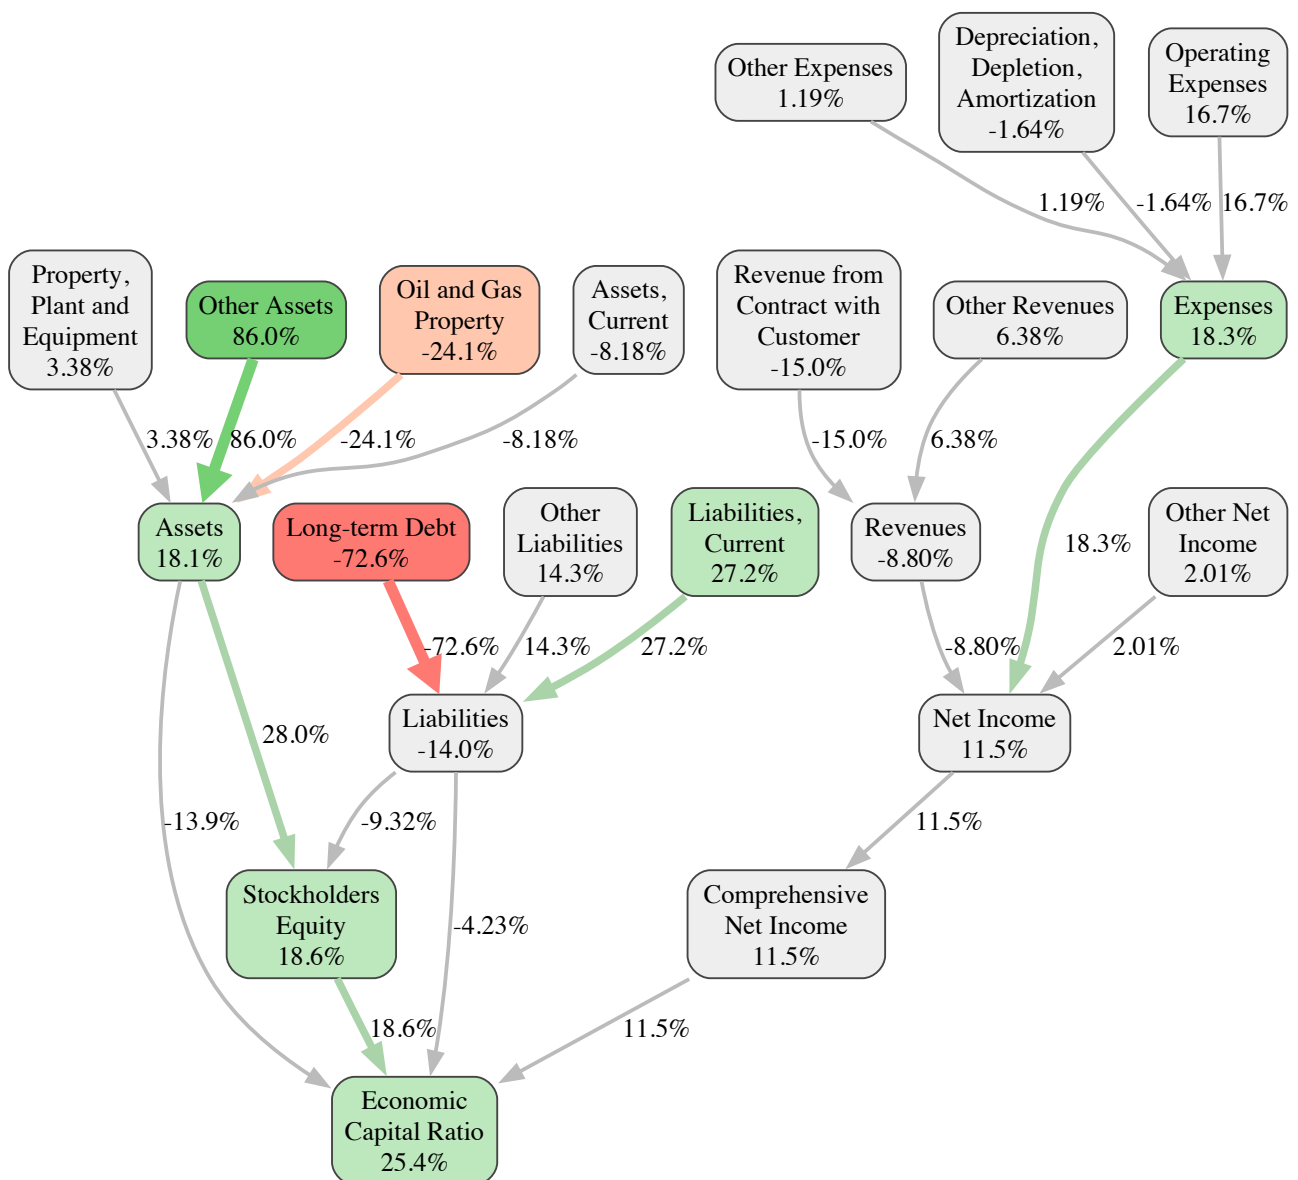 Depreciation,
Depletion,
Amortization
-1.64%
Operating
Expenses
16.7%
Other Expenses
1.19%
1.19%
-1.64%
16.7%
Property,
Plant and
Equipment
3.38%
Other Assets
86.0%
Oil and Gas
Property
-24.1%
Assets,
Current
-8.18%
Revenue from
Contract with
Customer
-15.0%
Other Revenues
6.38%
Expenses
18.3%
3.38%
86.0%
-24.1%
-8.18%
-15.0%
6.38%
Assets
18.1%
Long-term Debt
-72.6%
Other
Liabilities
14.3%
Liabilities,
Current
27.2%
Revenues
-8.80%
18.3%
Other Net
Income
2.01%
-72.6%
14.3%
27.2%
-8.80%
2.01%
28.0%
Liabilities
-14.0%
Net Income
11.5%
-13.9%
-9.32%
11.5%
Stockholders
Equity
18.6%
-4.23%
Comprehensive
Net Income
11.5%
18.6%
11.5%
Economic
Capital Ratio
25.4%